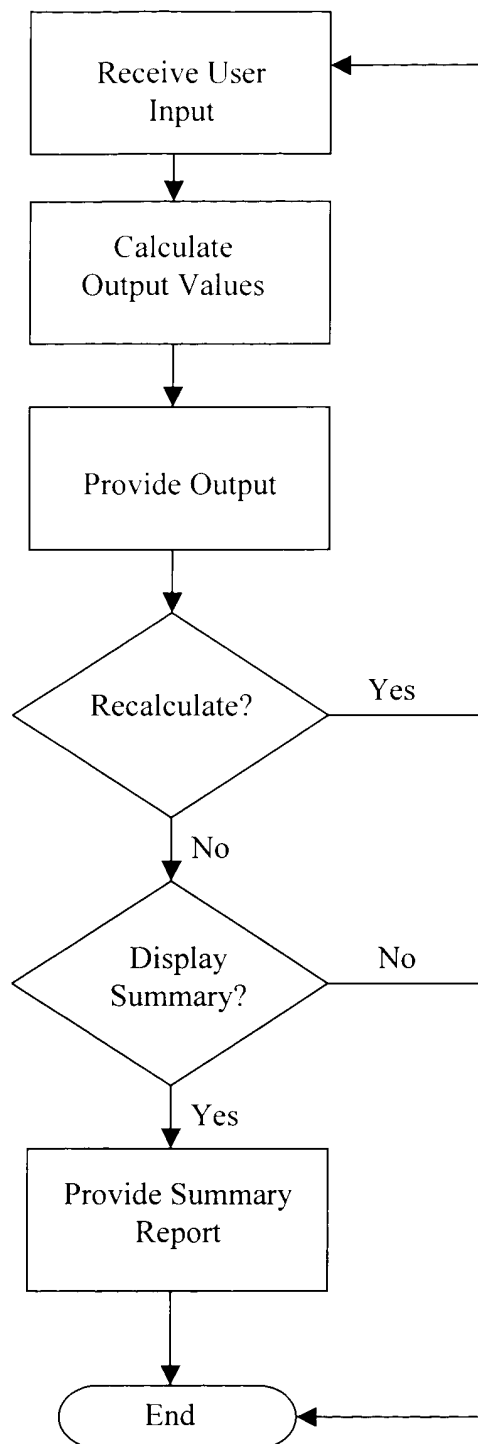 Receive User
Input
Calculate
Output Values
Provide Output
Recalculate?
Yes
No
Display
Summary?
No
Yes
Provide Summary
Report
End